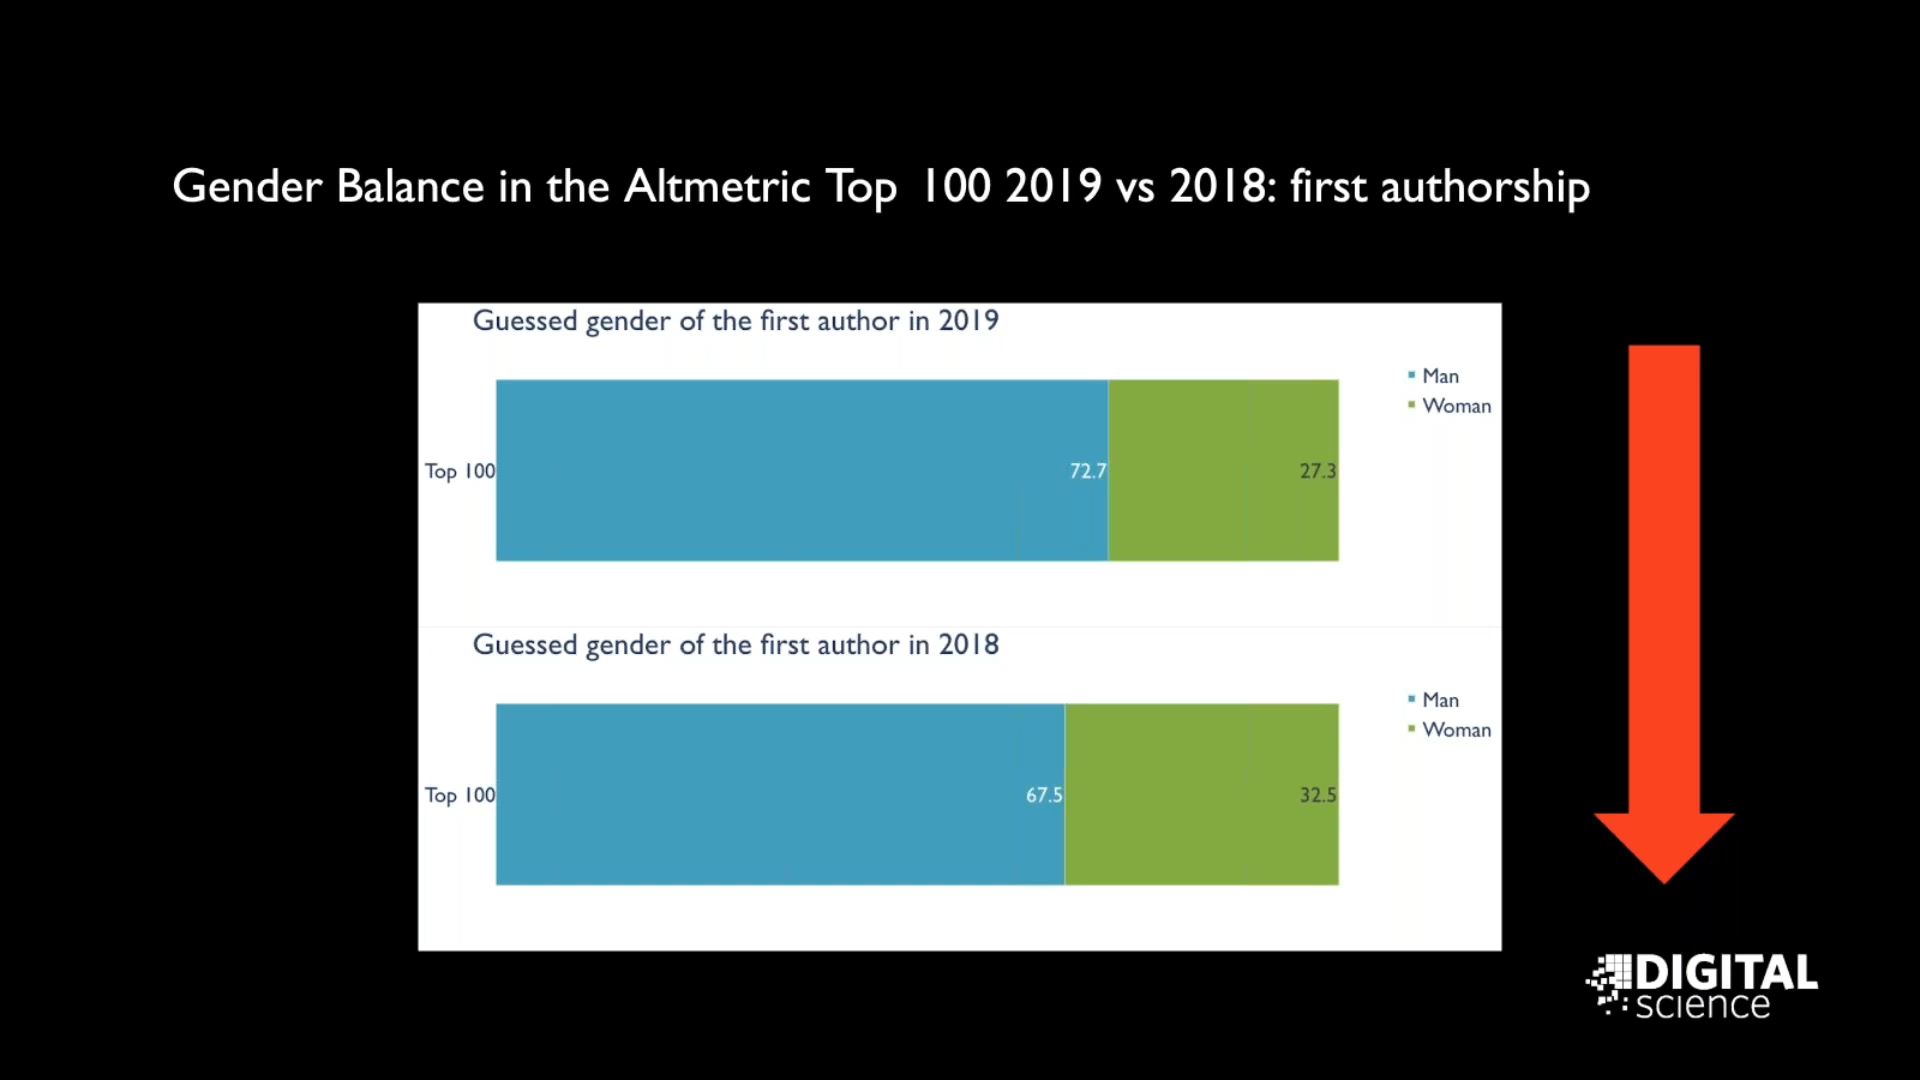 Gender Balance in the Altmetric Top 100 2019 vs 2018: first authorship
Guessed gender of the first author in 2019
Man
Woman
Top 100
72.7
27.3
Guessed gender of the first author in 2018
Man
Woman
Top 100
67.5
32.5
DIGITAL
science